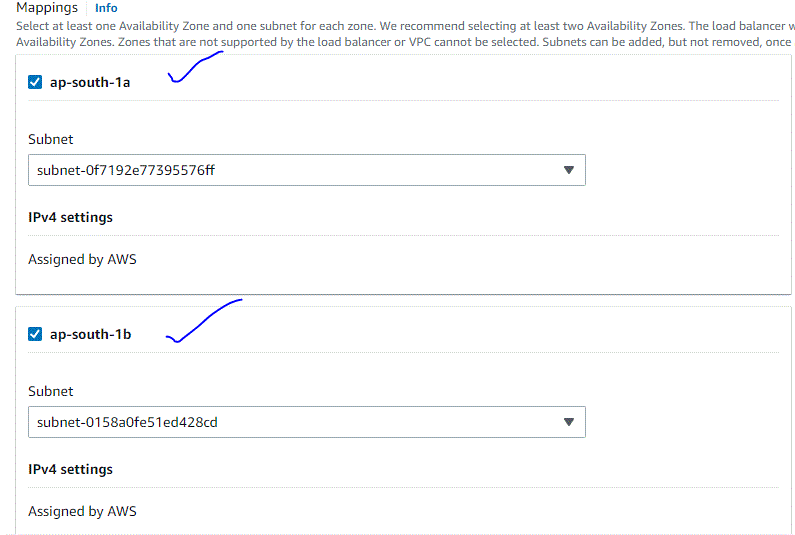 Mappings Info
Select at least one Availability Zone and one subnet for each zone. We recommend selecting at least two Availability Zones. The load balancer
Availability Zones. Zones that are not supported by the load balancer or VPC cannot be selected. Subnets can be added, but not removed, once
ap-south-1a
Subnet
subnet-0f7192e77395576ff
IPv4 settings
Assigned by AWS
ap-south-1b
Subnet
subnet-0158a0fe51ed428cd
IPv4 settings
Assigned by AWS